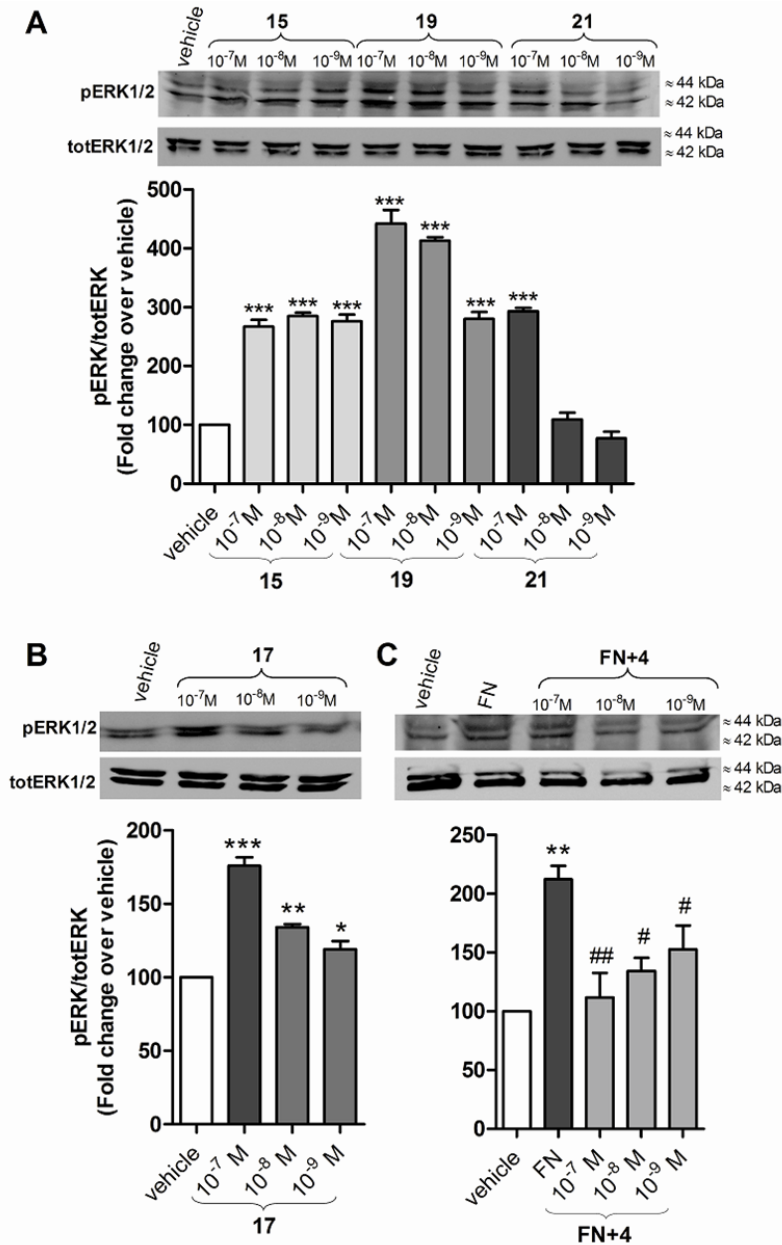 A
vehicle
15 19 21
10⁻⁷M 10⁻⁸M 10⁻⁹M 10⁻⁷M 10⁻⁸M 10⁻⁹M 10⁻⁷M 10⁻⁸M 10⁻⁹M
pERK1/2
≈ 44 kDa
≈ 42 kDa
totERK1/2
≈ 44 kDa
≈ 42 kDa
pERK/totERK
(Fold change over vehicle)
500
400
300
200
100
0
*** *** *** *** *** *** ***
vehicle 10⁻⁷M 10⁻⁸M 10⁻⁹M 10⁻⁷M 10⁻⁸M 10⁻⁹M 10⁻⁷M 10⁻⁸M 10⁻⁹M
15 19 21
B
vehicle
17
10⁻⁷M 10⁻⁸M 10⁻⁹M
pERK1/2
totERK1/2
pERK/totERK
(Fold change over vehicle)
200
150
100
50
0
*** ** *
vehicle 10⁻⁷ M 10⁻⁸ M 10⁻⁹ M
17
C
vehicle FN
FN+4
10⁻⁷M 10⁻⁸M 10⁻⁹M
≈ 44 kDa
≈ 42 kDa
≈ 44 kDa
≈ 42 kDa
250
200
150
100
50
0
** ## # #
vehicle FN 10⁻⁷ M 10⁻⁸ M 10⁻⁹ M
FN+4